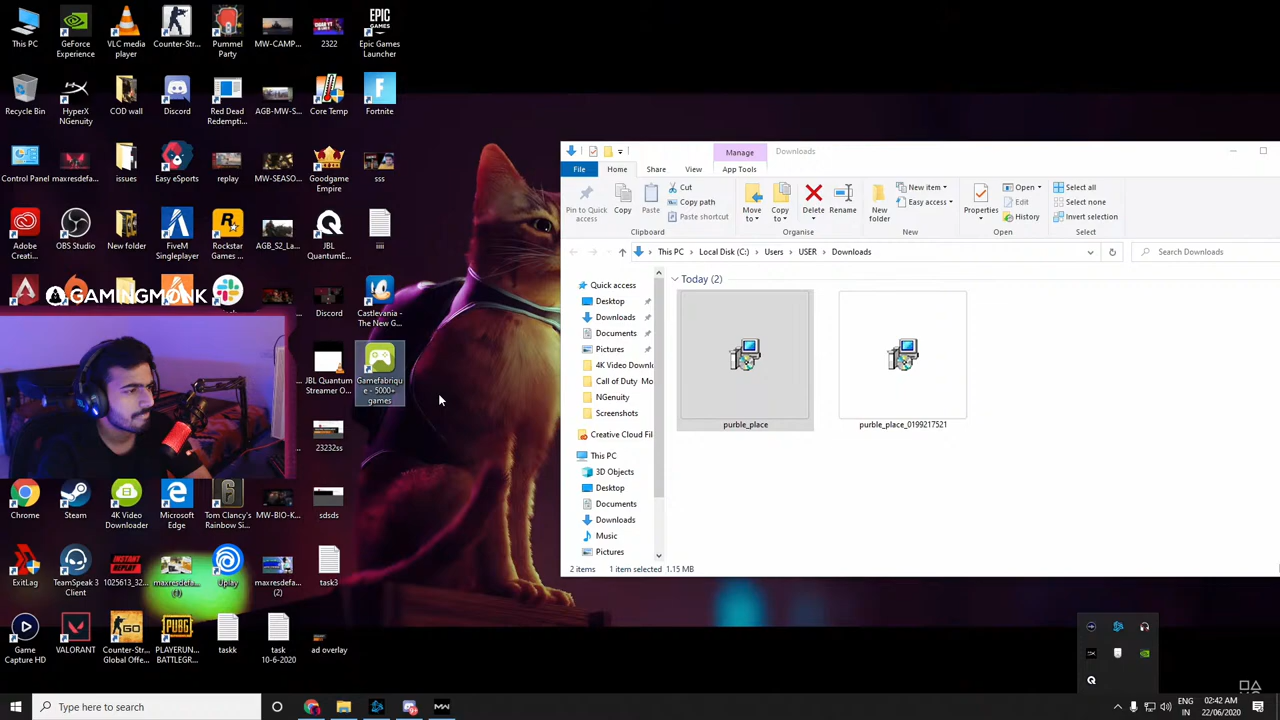 This PC
GeForce
Experience
VLC media
player
Counter-Str...
Pummel
Party
MW-CAMP...
2322
EPIC
GAMES
Epic Games
Launcher
Recycle Bin
HyperX
NGenuity
COD wall
Discord
Red Dead
Redempti...
AGB-MW-S...
Core Temp
Fortnite
Control Panel
maxresdefa...
issues
Easy eSports
replay
MW-SEASO...
Goodgame
Empire
sss
Adobe
Creati...
OBS Studio
New folder
FiveM
Singleplayer
Rockstar
Games ...
AGB_S2_La...
JBL
QuantumE...
iiii
GAMINGMONK
Discord
Castlevania -
The New G...
JBL Quantum
Streamer O...
Gamefabriqu
e - 5000+
games
23232ss
Chrome
Steam
4K Video
Downloader
Microsoft
Edge
Tom Clancy's
Rainbow Si...
MW-BIO-K...
sdsds
ExitLag
TeamSpeak 3
Client
INSTANT
REPLAY
1025613_32...
maxresdefa...
(1)
Uplay
maxresdefa...
(2)
task3
Game
Capture HD
VALORANT
GO
Counter-Str...
Global Offe...
PUBG
PLAYERUN...
BATTLEGR...
taskk
task
10-6-2020
ad overlay
Manage
Downloads
File
Home
Share
View
App Tools
Pin to Quick
access
Copy
Paste
Cut
Copy path
Paste shortcut
Clipboard
Move
to
Copy
to
Delete
Rename
Organise
New
folder
New item
Easy access
New
Properties
Open
Edit
History
Open
Select all
Select none
Invert selection
Select
This PC > Local Disk (C:) > Users > USER > Downloads
Search Downloads
Quick access
Desktop
Downloads
Documents
Pictures
4K Video Downlo
Call of Duty Mo
NGenuity
Screenshots
Creative Cloud Fil
This PC
3D Objects
Desktop
Documents
Downloads
Music
Pictures
Today (2)
purble_place
purble_place_0199217521
2 items
1 item selected 1.15 MB
Type here to search
ENG
IN
02:42 AM
22/06/2020